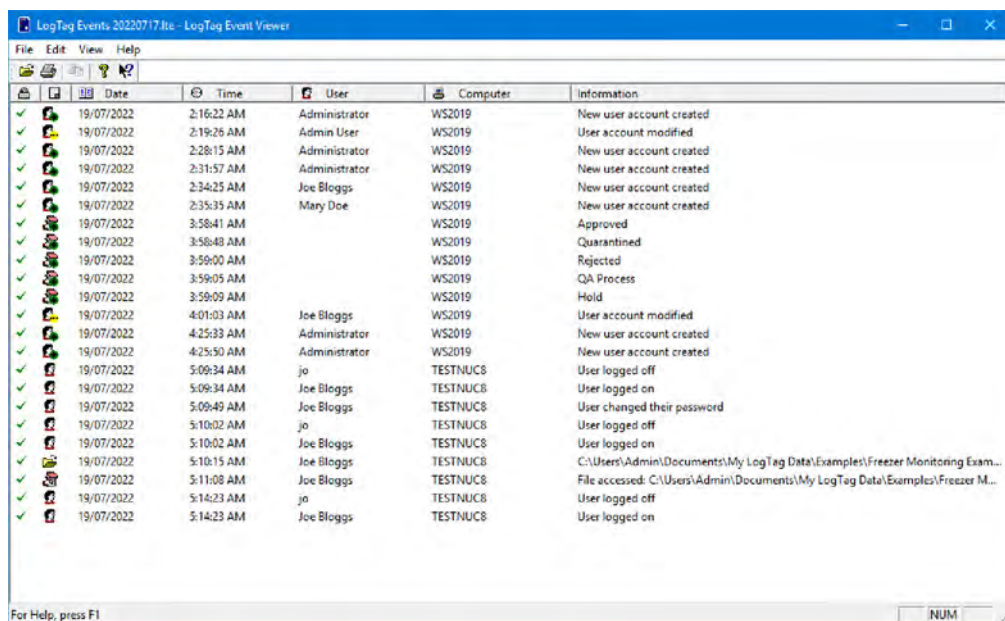 LogTag Events 20220717.lte - LogTag Event Viewer
File Edit View Help
Date Time User Computer Information
19/07/2022 2:16:22 AM Administrator WS2019 New user account created
19/07/2022 2:19:26 AM Admin User WS2019 User account modified
19/07/2022 2:28:15 AM Administrator WS2019 New user account created
19/07/2022 2:31:57 AM Administrator WS2019 New user account created
19/07/2022 2:34:25 AM Joe Bloggs WS2019 New user account created
19/07/2022 2:35:35 AM Mary Doe WS2019 New user account created
19/07/2022 3:58:41 AM WS2019 Approved
19/07/2022 3:58:48 AM WS2019 Quarantined
19/07/2022 3:59:00 AM WS2019 Rejected
19/07/2022 3:59:05 AM WS2019 QA Process
19/07/2022 3:59:09 AM WS2019 Hold
19/07/2022 4:01:03 AM Joe Bloggs WS2019 User account modified
19/07/2022 4:25:33 AM Administrator WS2019 New user account created
19/07/2022 4:25:50 AM Administrator WS2019 New user account created
19/07/2022 5:09:34 AM jo TESTNUC8 User logged off
19/07/2022 5:09:34 AM Joe Bloggs TESTNUC8 User logged on
19/07/2022 5:09:49 AM Joe Bloggs TESTNUC8 User changed their password
19/07/2022 5:10:02 AM jo TESTNUC8 User logged off
19/07/2022 5:10:02 AM Joe Bloggs TESTNUC8 User logged on
19/07/2022 5:10:15 AM Joe Bloggs TESTNUC8 C:\Users\Admin\Documents\My LogTag Data\Examples\Freezer Monitoring Exam...
19/07/2022 5:11:08 AM Joe Bloggs TESTNUC8 File accessed: C:\Users\Admin\Documents\My LogTag Data\Examples\Freezer M...
19/07/2022 5:14:23 AM jo TESTNUC8 User logged off
19/07/2022 5:14:23 AM Joe Bloggs TESTNUC8 User logged on
For Help, press F1 NUM